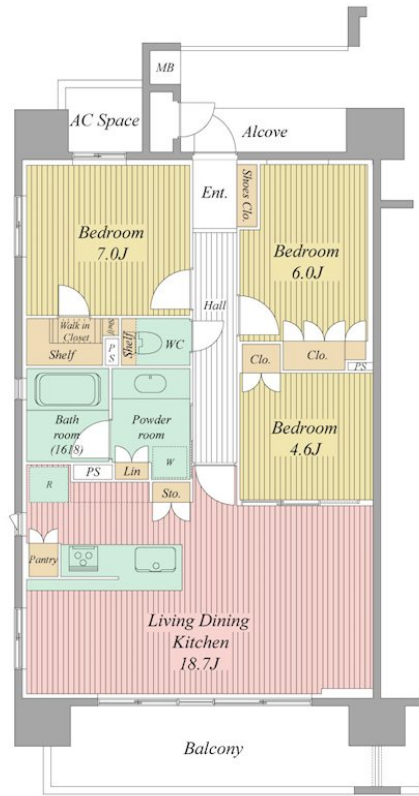 MB
AC Space
Alcove
Ent.
Shoes Clo.
Bedroom
7.0J
Bedroom
6.0J
Hall
Walk in
Closet
Shelf
Shelf
Shelf
PS
WC
Clo.
Clo.
PS
Bath
room
(1618)
Powder
room
Bedroom
4.6J
W
PS
Lin
R
Sto.
Pantry
Living Dining
Kitchen
18.7J
Balcony